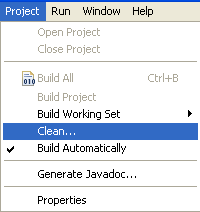 Project Run Window Help
Open Project
Close Project
010 Build All Ctrl+B
Build Project
Build Working Set
Clean...
Build Automatically
Generate Javadoc...
Properties